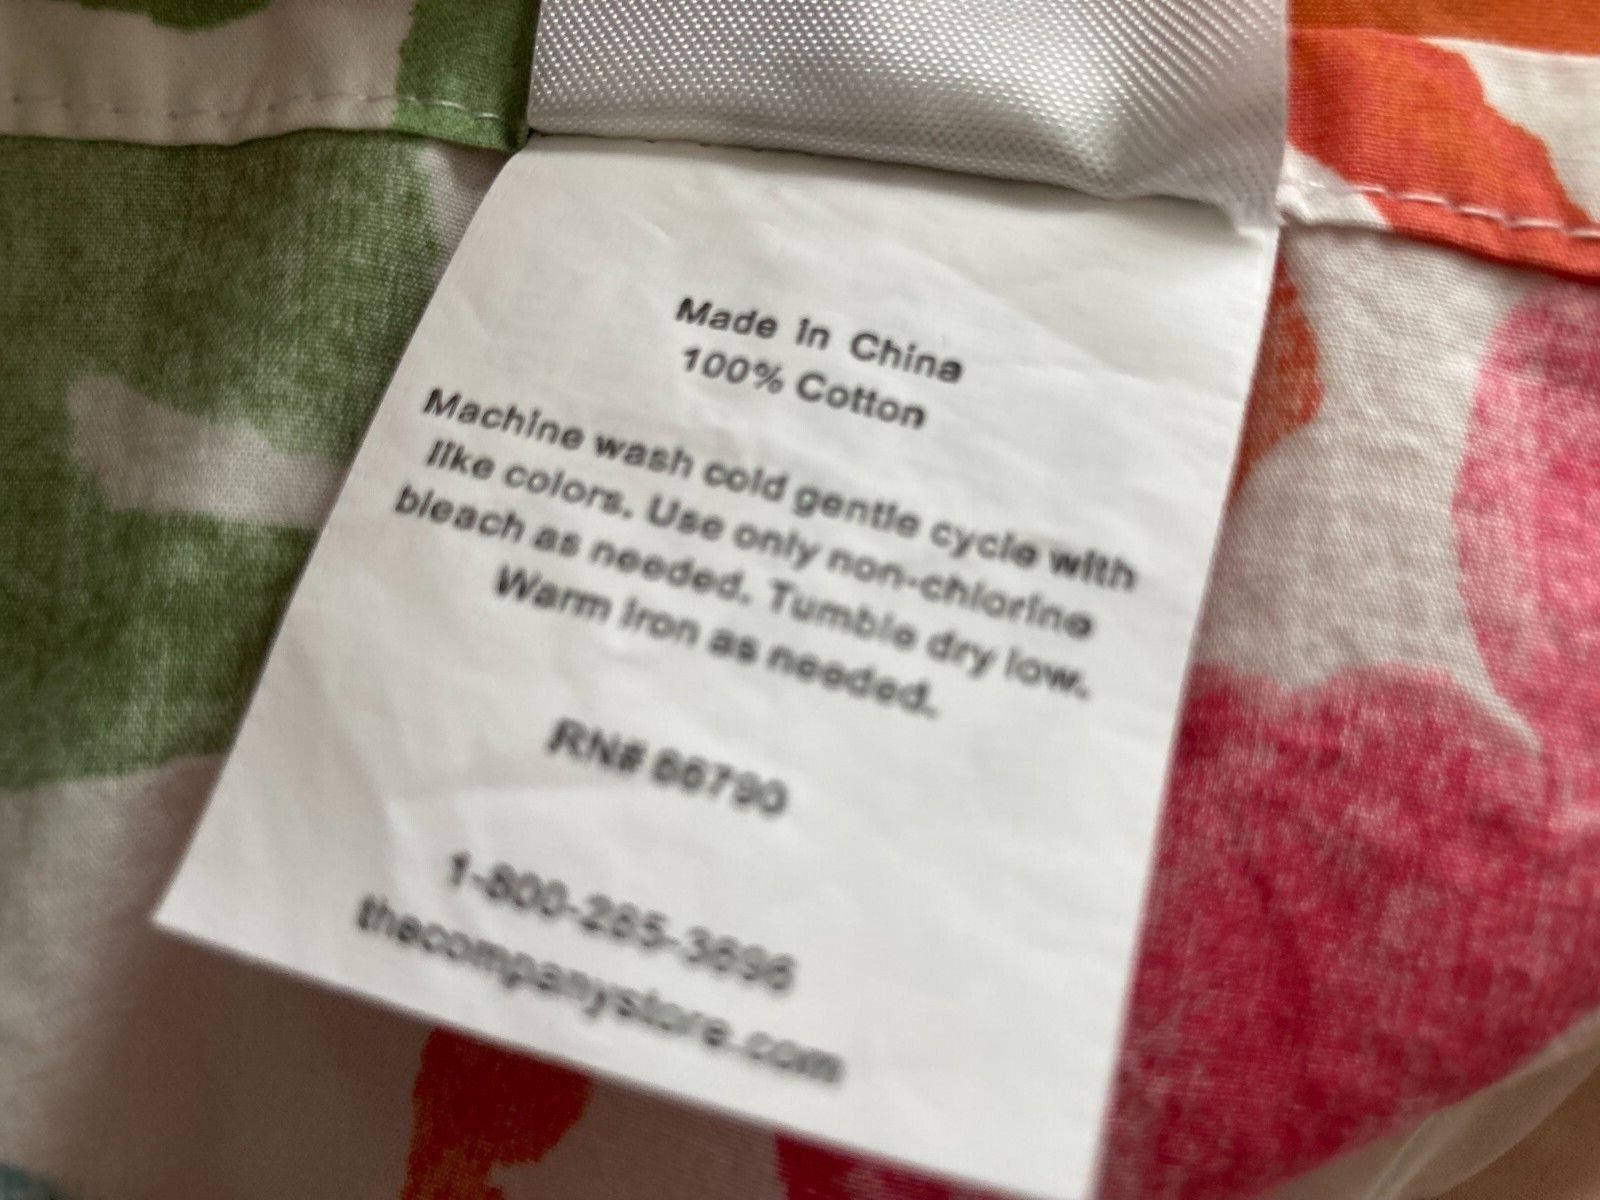 Made in China
100% Cotton
Machine wash cold gentle cycle with
like colors. Use only non-chlorine
bleach as needed. Tumble dry low.
Warm iron as needed.
RN# 66790
1-800-285-3696
thecompanystore.com